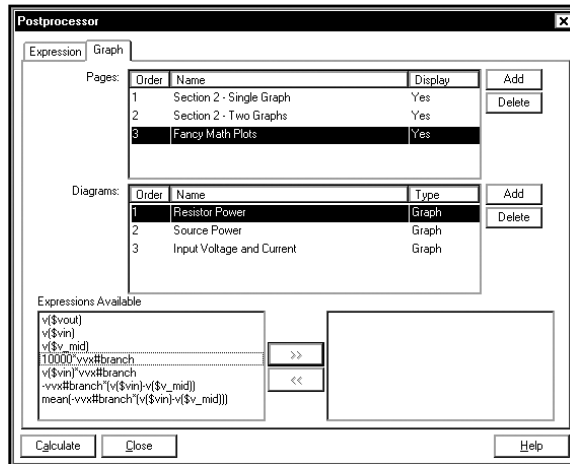 Postprocessor
Expression Graph
Pages:
Order Name Display
1 Section 2 - Single Graph Yes
2 Section 2 - Two Graphs Yes
3 Fancy Math Plots Yes
Add
Delete
Diagrams:
Order Name Type
1 Resistor Power Graph
2 Source Power Graph
3 Input Voltage and Current Graph
Add
Delete
Expressions Available
v($vout)
v($vin)
v($v_mid)
10000*vvx#branch
v($vin)*vvx#branch
-vvx#branch*(v($vin)-v($v_mid))
mean(-vvx#branch*(v($vin)-v($v_mid)))
>>
<<
Calculate Close Help